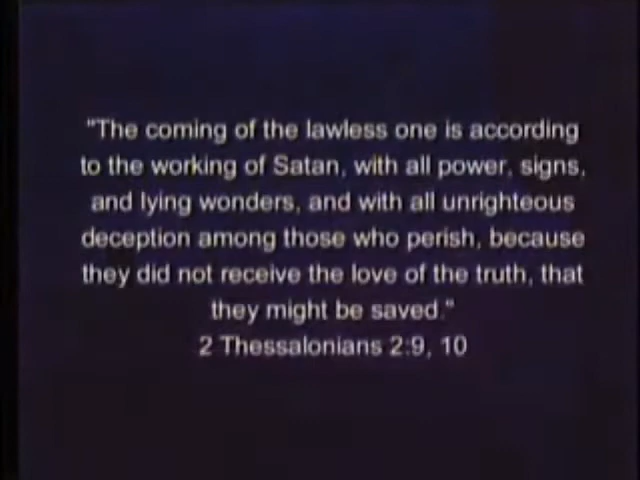 "The coming of the lawless one is according
to the working of Satan, with all power, signs,
and lying wonders, and with all unrighteous
deception among those who perish, because
they did not receive the love of the truth, that
they might be saved."
2 Thessalonians 2:9, 10